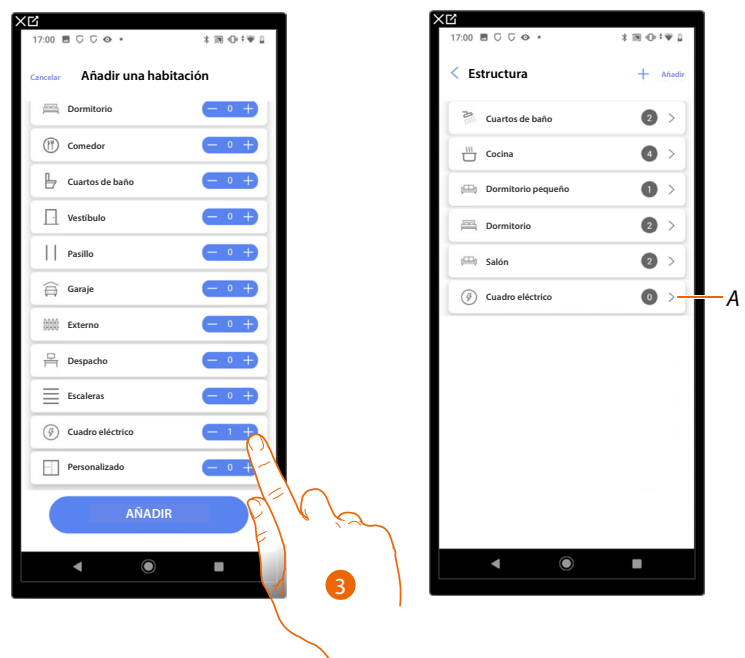 17:00
Cancelar Añadir una habitación
Dormitorio 0
Comedor 0
Cuartos de baño 0
Vestíbulo 0
Pasillo 0
Garaje 0
Externo 0
Despacho 0
Escaleras 0
Cuadro eléctrico 1
Personalizado 0
AÑADIR
3
17:00
Estructura + Añadir
Cuartos de baño 2
Cocina 4
Dormitorio pequeño 1
Dormitorio 2
Salón 2
Cuadro eléctrico 0
A